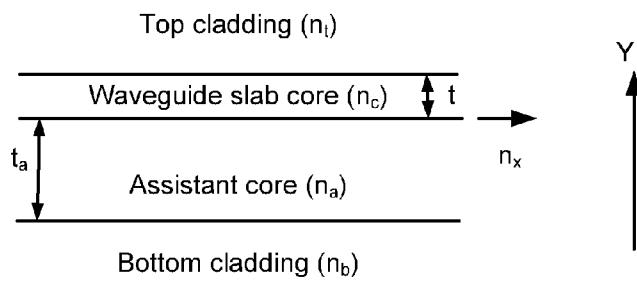 Top cladding (nt)
Y
Waveguide slab core (nc)
t
ta
nx
Assistant core (na)
Bottom cladding (nb)